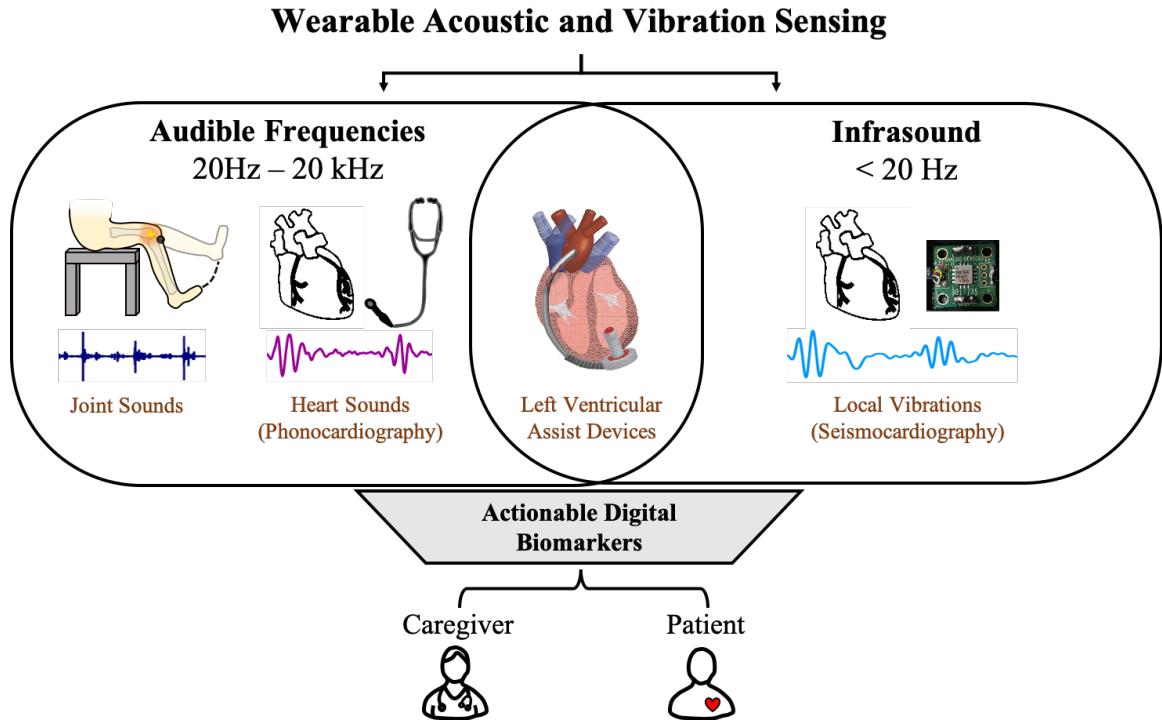 Wearable Acoustic and Vibration Sensing
Audible Frequencies
20Hz – 20 kHz
Infrasound
< 20 Hz
Joint Sounds
Heart Sounds
(Phonocardiography)
Left Ventricular
Assist Devices
Local Vibrations
(Seismocardiography)
Actionable Digital
Biomarkers
Caregiver
Patient